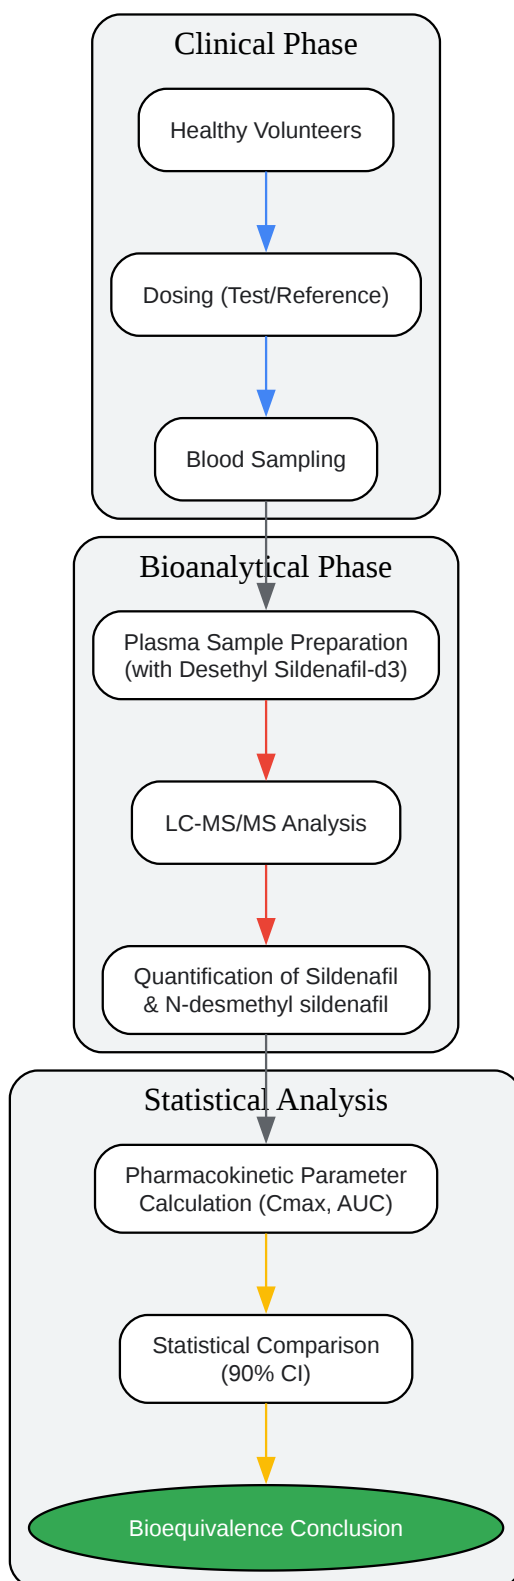 Clinical Phase
Healthy Volunteers
Dosing (Test/Reference)
Blood Sampling
Bioanalytical Phase
Plasma Sample Preparation
(with Desethyl Sildenafil-d3)
LC-MS/MS Analysis
Quantification of Sildenafil
& N-desmethyl sildenafil
Statistical Analysis
Pharmacokinetic Parameter
Calculation (Cmax, AUC)
Statistical Comparison
(90% CI)
Bioequivalence Conclusion